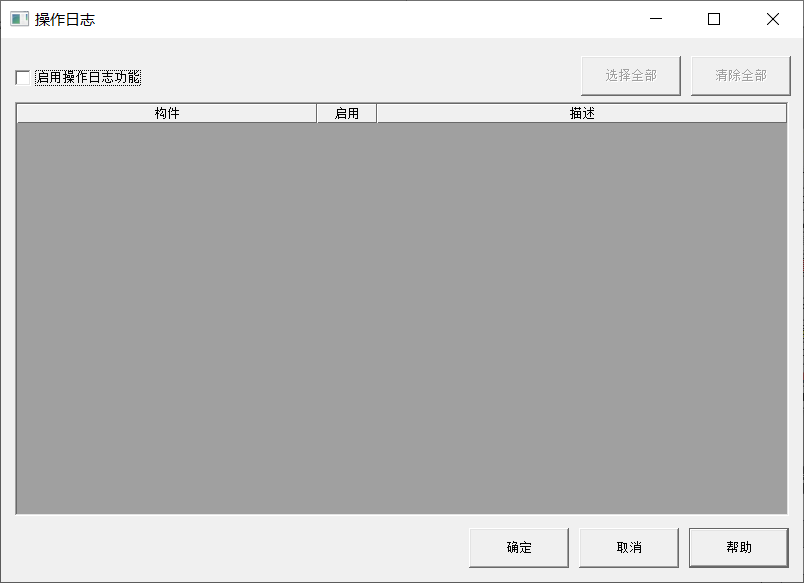 操作日志
启用操作日志功能
选择全部
清除全部
构件 启用 描述
确定 取消 帮助